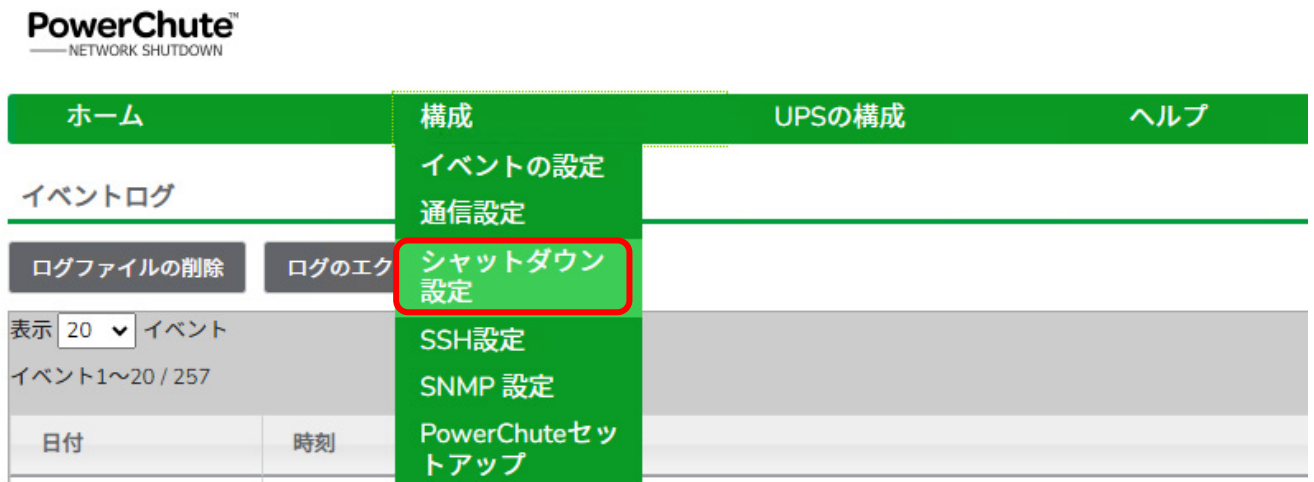 PowerChute™
NETWORK SHUTDOWN
ホーム 構成 UPSの構成 ヘルプ
イベントの設定
イベントログ
通信設定
ログファイルの削除 ログのエク
シャットダウン
設定
表示 20 イベント
SSH設定
イベント1～20 / 257
SNMP 設定
日付 時刻
PowerChuteセッ
トアップ